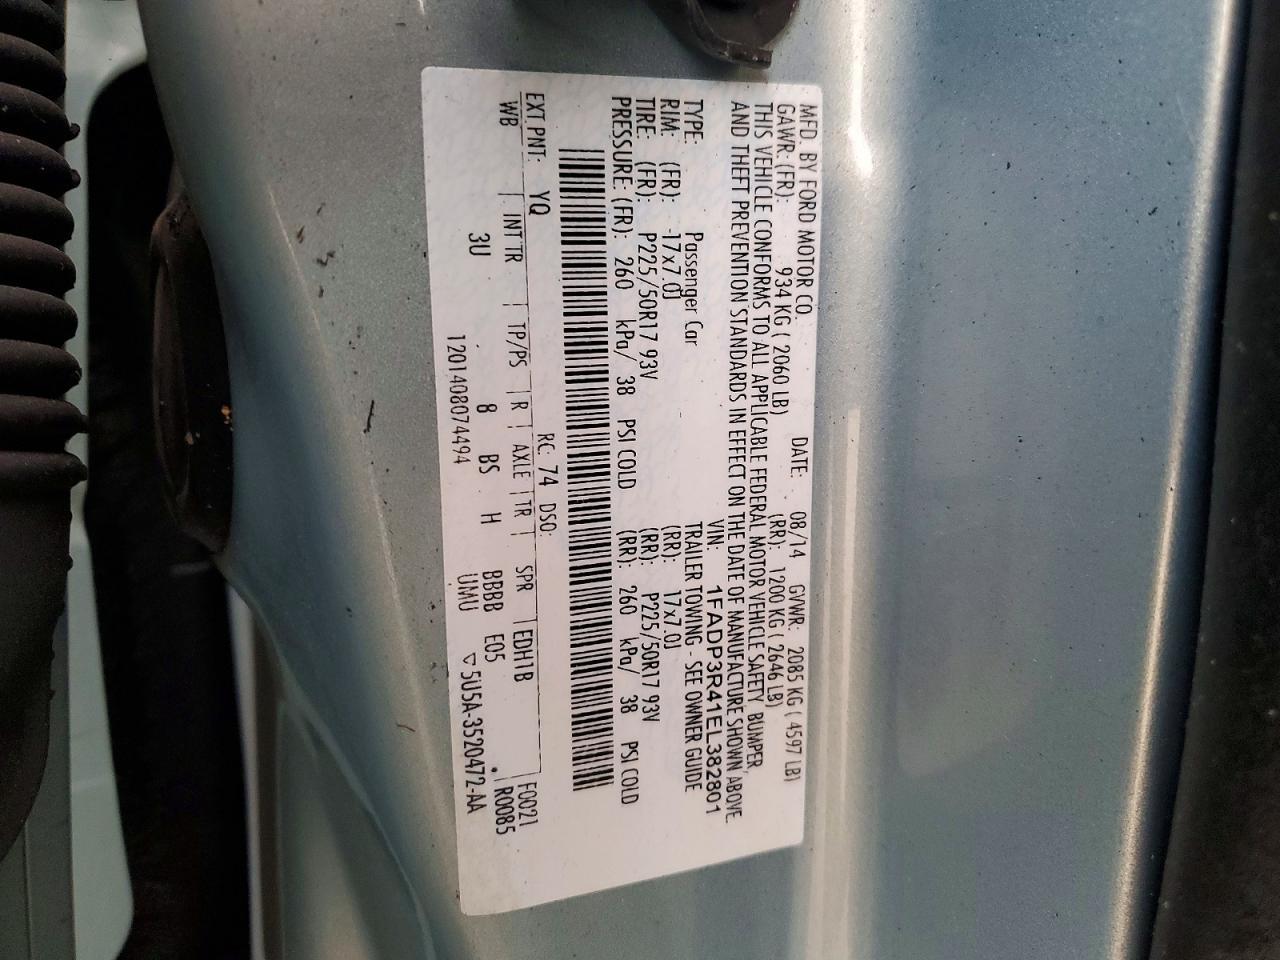 MFD. BY FORD MOTOR CO.
DATE: 08/14 GVWR: 2085 KG ( 4597 LB)
GAWR: (FR): 934 KG ( 2060 LB) (RR): 1200 KG ( 2646 LB)
THIS VEHICLE CONFORMS TO ALL APPLICABLE FEDERAL MOTOR VEHICLE SAFETY BUMPER,
AND THEFT PREVENTION STANDARDS IN EFFECT ON THE DATE OF MANUFACTURE SHOWN ABOVE.
VIN: 1FADP3R41EL382801
TYPE: Passenger Car TRAILER TOWING - SEE OWNER GUIDE
RIM: (FR): 17x7.0J (RR): 17x7.0J
TIRE: (FR): P225/50R17 93V (RR): P225/50R17 93V
PRESSURE: (FR): 260 kPa/ 38 PSI COLD (RR): 260 kPa/ 38 PSI COLD
EXT PNT: YQ RC: 74 DSO: F0021
WB INT TR TP/PS R AXLE TR SPR EDH1B R0085
3U 8 BS H BBBB E05
1201408074494 UMU ▽5U5A-3520472-AA